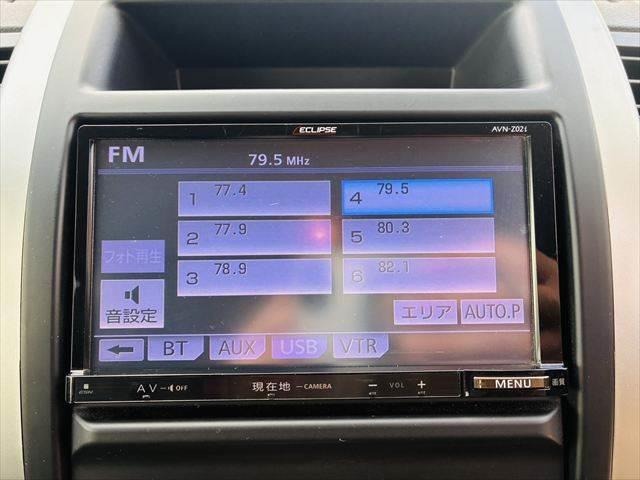 ECLIPSE AVN-Z02i
FM 79.5 MHz
1 77.4
4 79.5
2 77.9
5 80.3
3 78.9
6 82.1
フォト再生
音設定
エリア AUTO.P
BT AUX USB VTR
AV OFF 現在地 CAMERA − VOL + MENU 画質